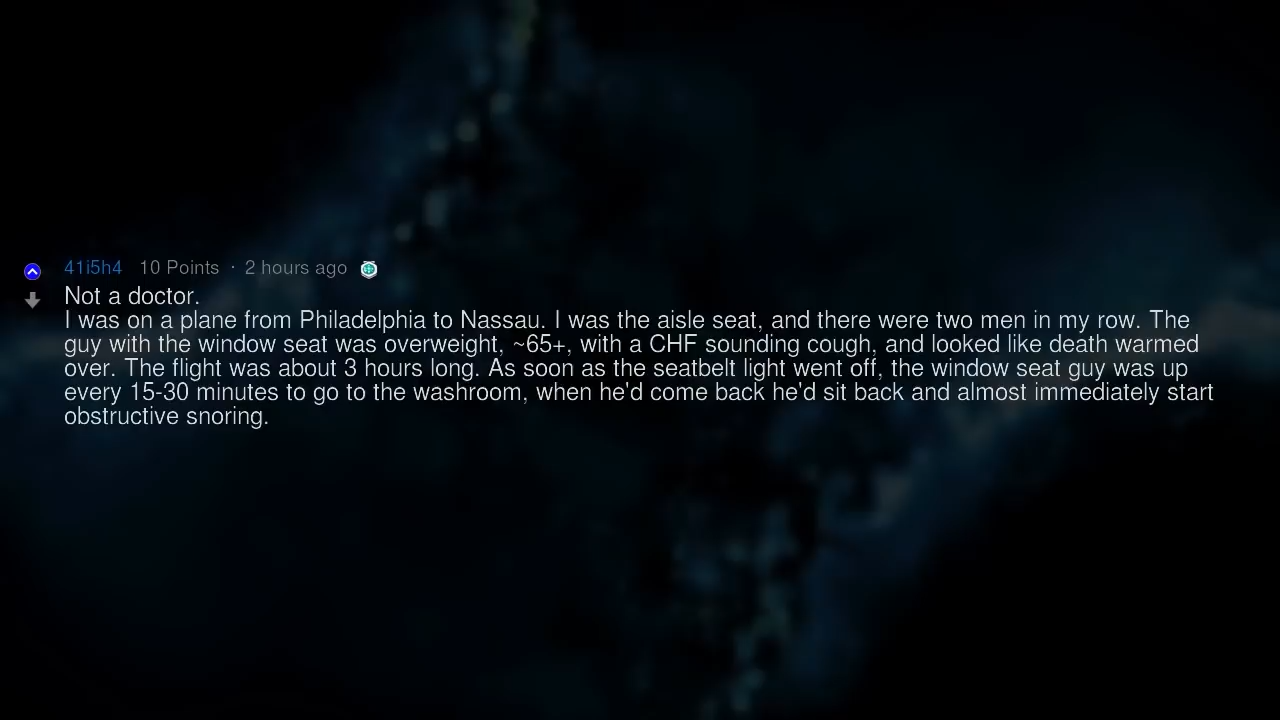 41i5h4 10 Points · 2 hours ago
Not a doctor.
I was on a plane from Philadelphia to Nassau. I was the aisle seat, and there were two men in my row. The
guy with the window seat was overweight, ~65+, with a CHF sounding cough, and looked like death warmed
over. The flight was about 3 hours long. As soon as the seatbelt light went off, the window seat guy was up
every 15-30 minutes to go to the washroom, when he'd come back he'd sit back and almost immediately start
obstructive snoring.